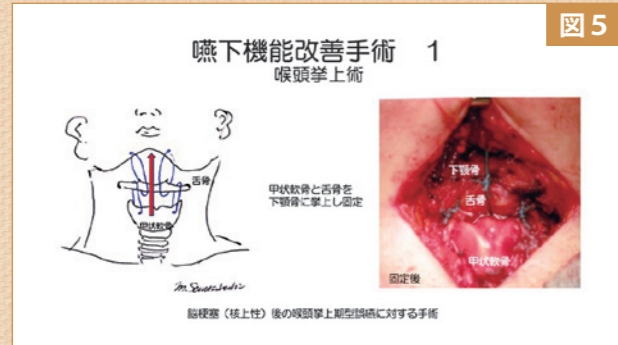 図5
嚥下機能改善手術 1
喉頭挙上術
舌骨
甲状軟骨
甲状軟骨と舌骨を
下顎骨に挙上し固定
下顎骨
舌骨
甲状軟骨
固定後
脳梗塞（核上性）後の喉頭挙上期型誤嚥に対する手術